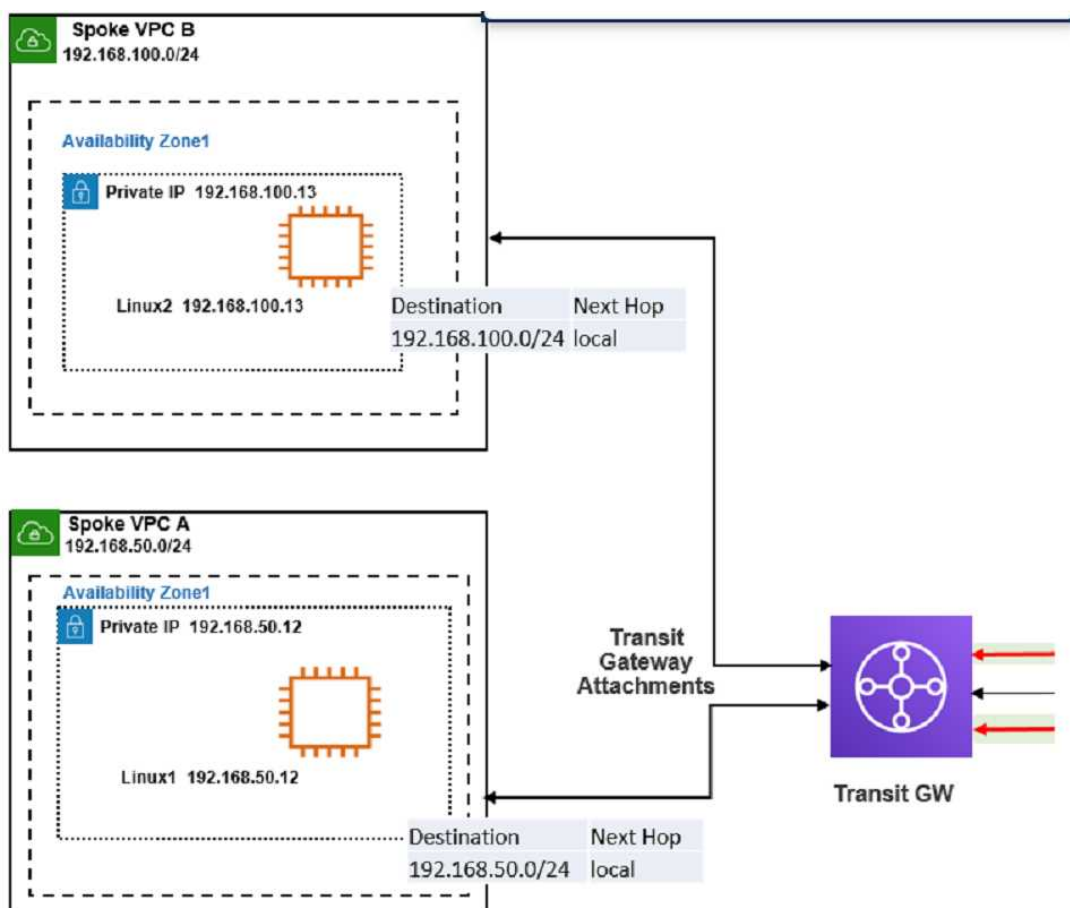 Spoke VPC B
192.168.100.0/24
Availability Zone1
Private IP 192.168.100.13
Linux2 192.168.100.13
Destination Next Hop
192.168.100.0/24 local
Spoke VPC A
192.168.50.0/24
Availability Zone1
Private IP 192.168.50.12
Linux1 192.168.50.12
Destination Next Hop
192.168.50.0/24 local
Transit
Gateway
Attachments
Transit GW